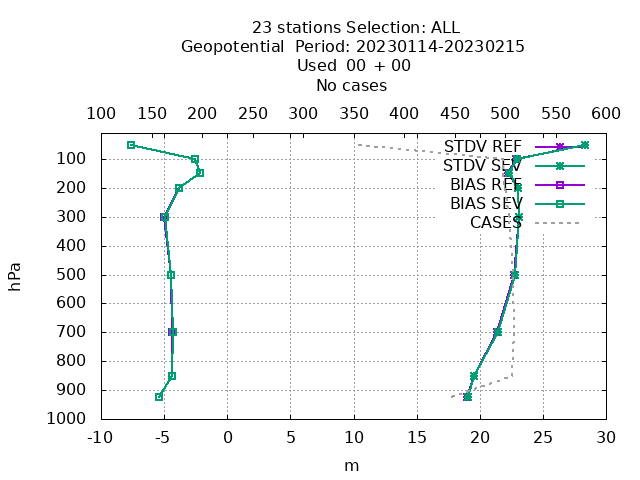 23 stations Selection: ALL
Geopotential  Period: 20230114-20230215
Used  00 + 00
No cases
100 150 200 250 300 350 400 450 500 550 600
STDV REF
STDV SEV
BIAS REF
BIAS SEV
CASES
hPa
100
200
300
400
500
600
700
800
900
1000
-10 -5 0 5 10 15 20 25 30
m